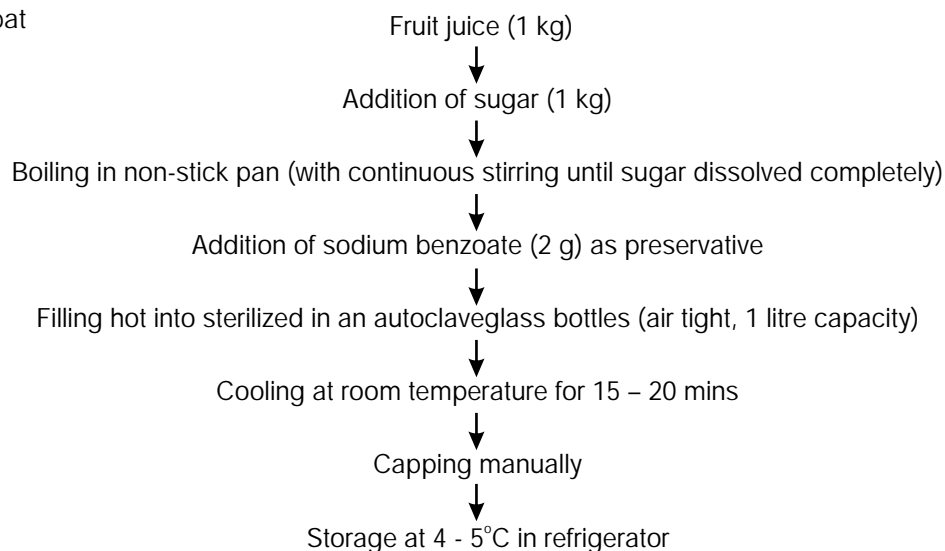 Fruit juice (1 kg)
Addition of sugar (1 kg)
Boiling in non-stick pan (with continuous stirring until sugar dissolved completely)
Addition of sodium benzoate (2 g) as preservative
Filling hot into sterilized in an autoclaveglass bottles (air tight, 1 litre capacity)
Cooling at room temperature for 15 – 20 mins
Capping manually
Storage at 4 - 5°C in refrigerator